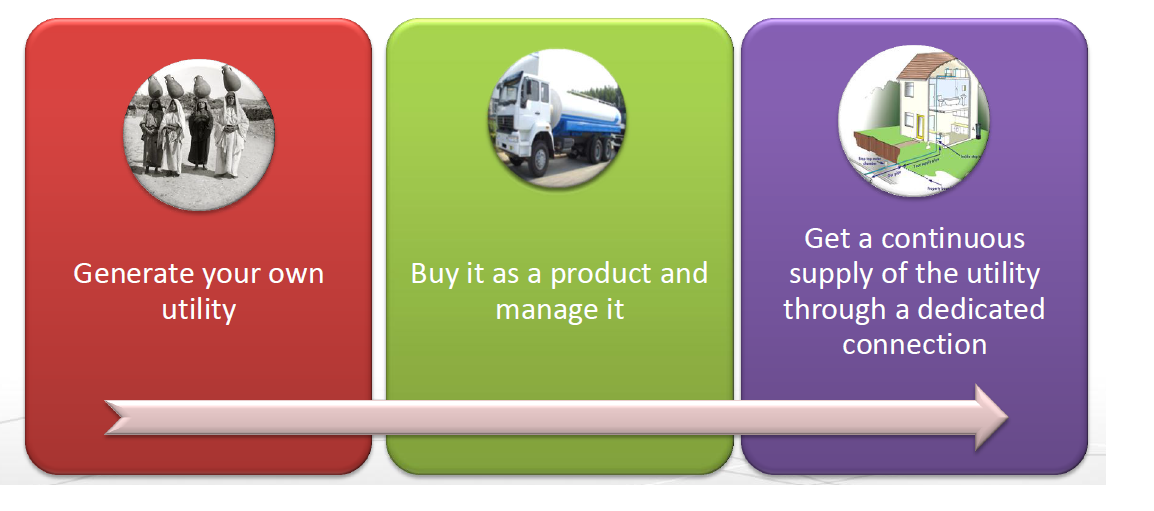 Generate your own
utility
Buy it as a product and
manage it
Get a continuous
supply of the utility
through a dedicated
connection